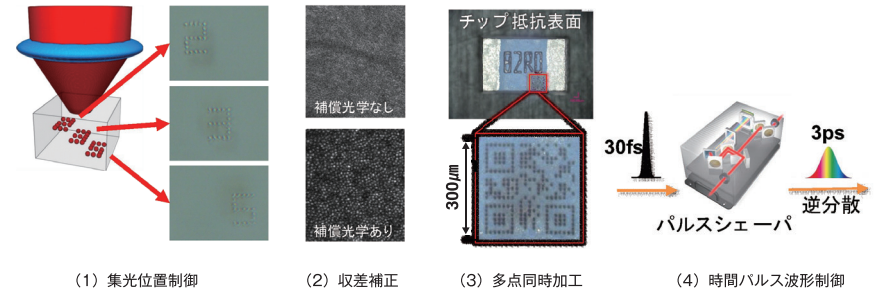 補償光学なし
補償光学あり
チップ抵抗表面
82R0
300μm
30fs
3ps
パルスシェーパ
逆分散
（1）集光位置制御
（2）収差補正
（3）多点同時加工
（4）時間パルス波形制御